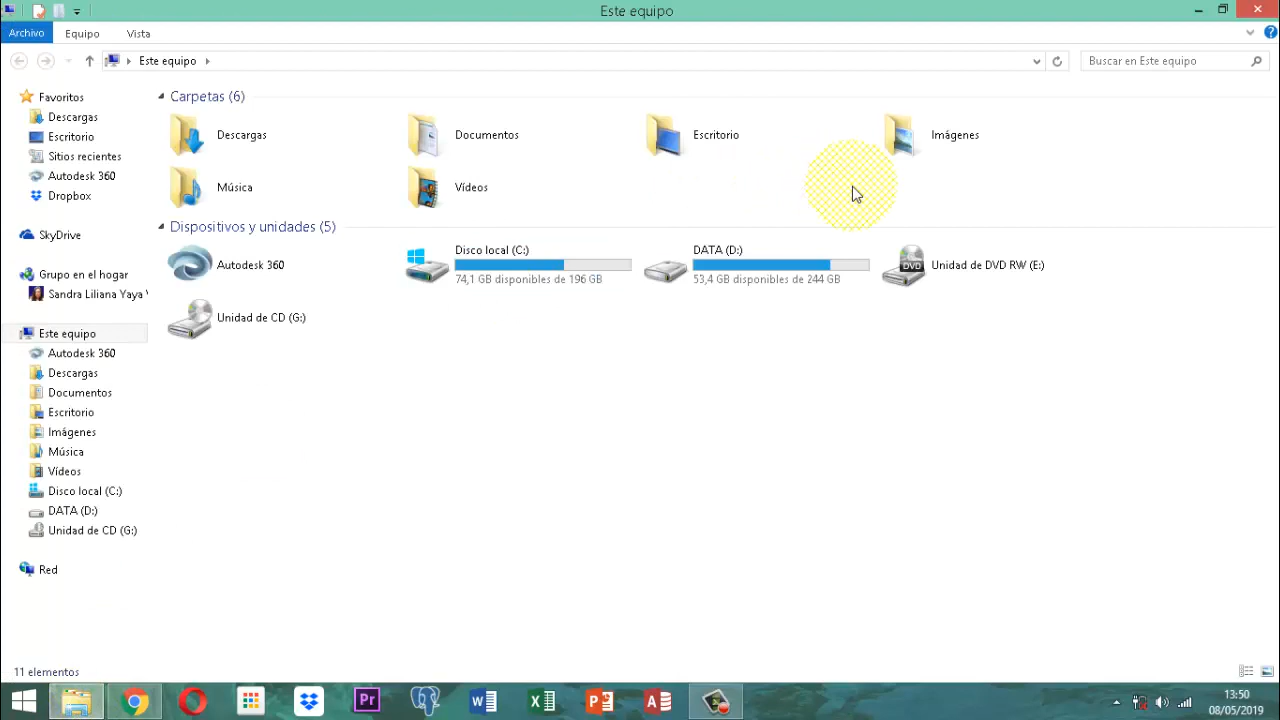 Este equipo
Archivo
Equipo
Vista
Este equipo
Buscar en Este equipo
Favoritos
Descargas
Escritorio
Sitios recientes
Autodesk 360
Dropbox
SkyDrive
Grupo en el hogar
Sandra Liliana Yaya
Este equipo
Autodesk 360
Descargas
Documentos
Escritorio
Imágenes
Música
Vídeos
Disco local (C:)
DATA (D:)
Unidad de CD (G:)
Red
Carpetas (6)
Descargas
Documentos
Escritorio
Imágenes
Música
Vídeos
Dispositivos y unidades (5)
Autodesk 360
Disco local (C:)
74,1 GB disponibles de 196 GB
DATA (D:)
53,4 GB disponibles de 244 GB
DVD
Unidad de DVD RW (E:)
Unidad de CD (G:)
11 elementos
Pr
13:50
08/05/2019